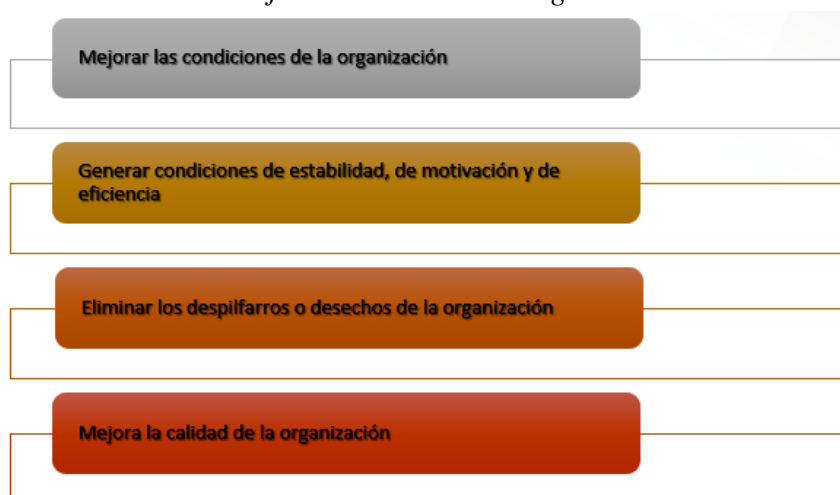 Mejorar las condiciones de la organización
Generar condiciones de estabilidad, de motivación y de
eficiencia
Eliminar los despilfarros o desechos de la organización
Mejora la calidad de la organización